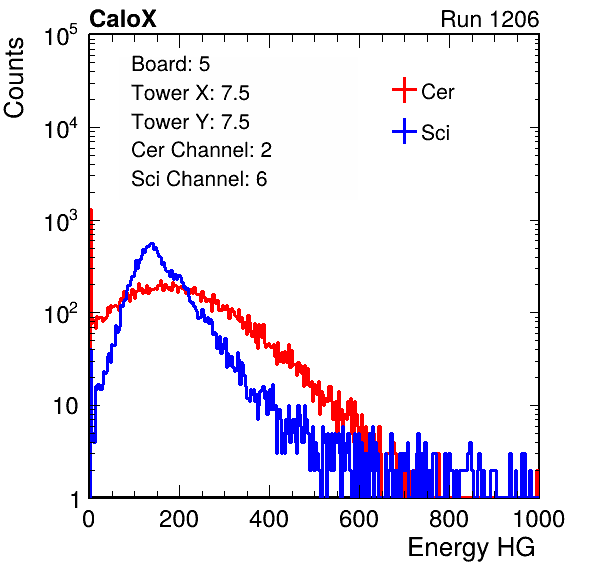 CaloX Run 1206
Counts
Board: 5
Tower X: 7.5
Tower Y: 7.5
Cer Channel: 2
Sci Channel: 6
Cer
Sci
10^5
10^4
10^3
10^2
10
1
0 200 400 600 800 1000
Energy HG